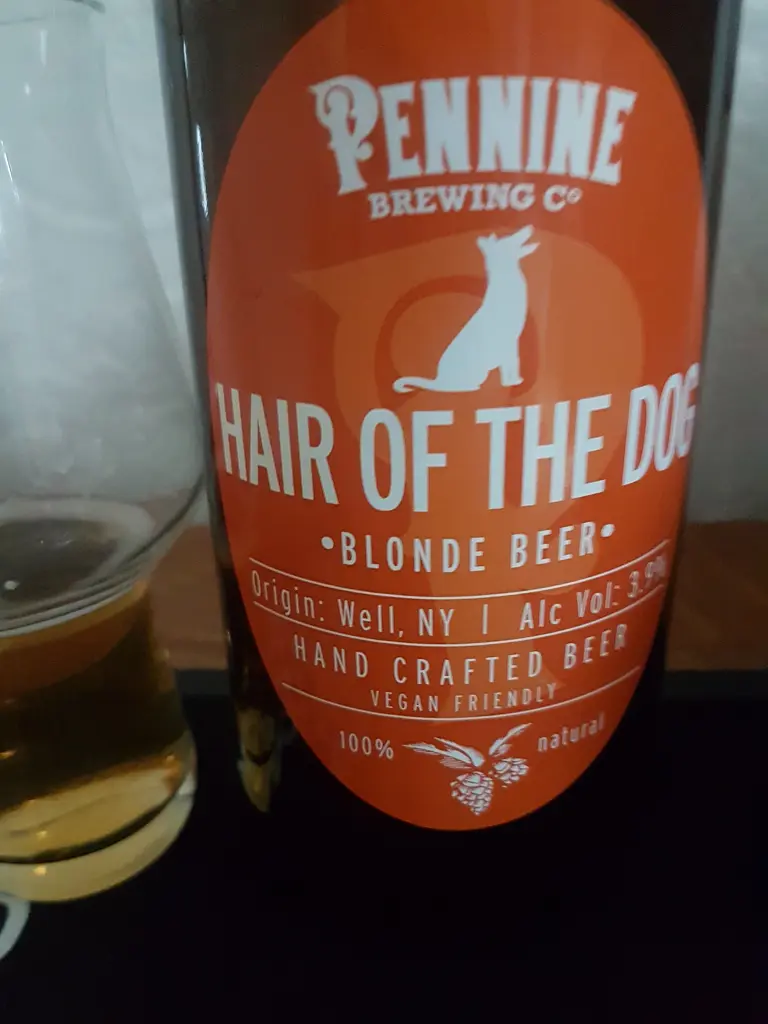 PENNINE
BREWING Co
HAIR OF THE DOG
•BLONDE BEER•
Origin: Well, NY | Alc Vol: 3.9%
HAND CRAFTED BEER
VEGAN FRIENDLY
100% natural